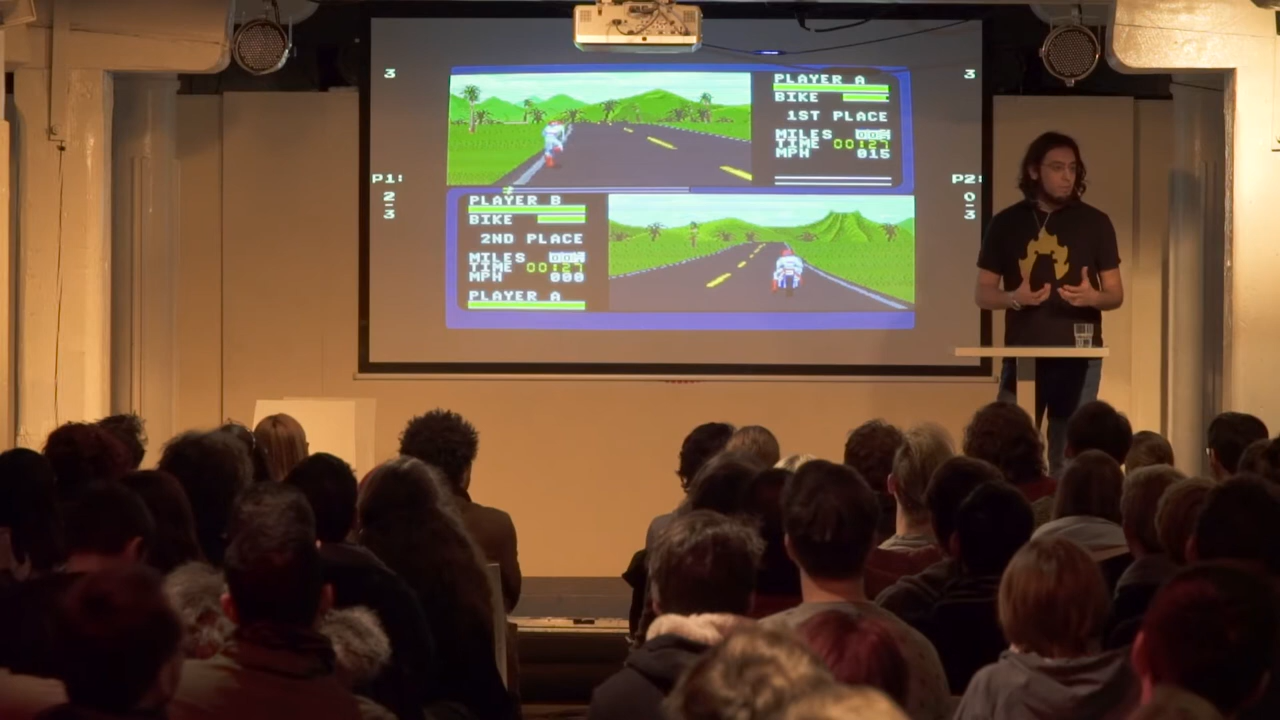 3
3
PLAYER A
BIKE
1ST PLACE
MILES 004
TIME 00:27
MPH 015
P1:
2
-
3
P2:
0
-
3
PLAYER B
BIKE
2ND PLACE
MILES
TIME 00:27
MPH 000
PLAYER A